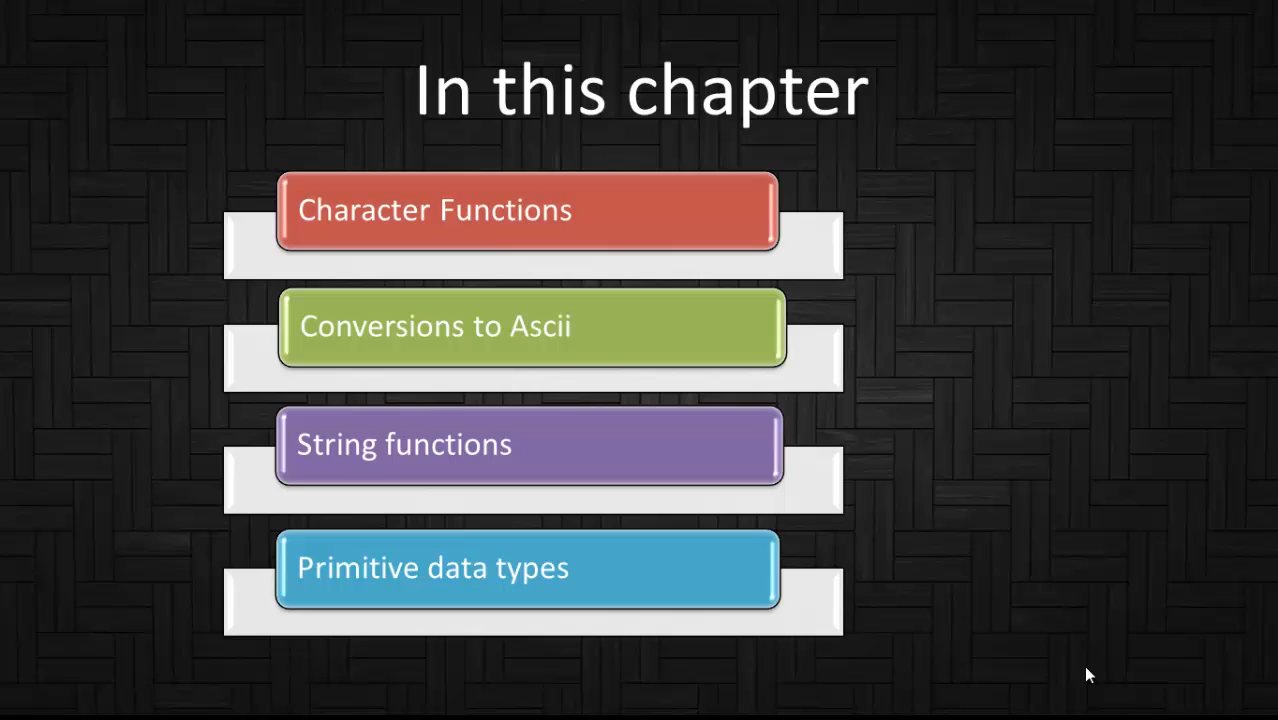 In this chapter
Character Functions
Conversions to Ascii
String functions
Primitive data types